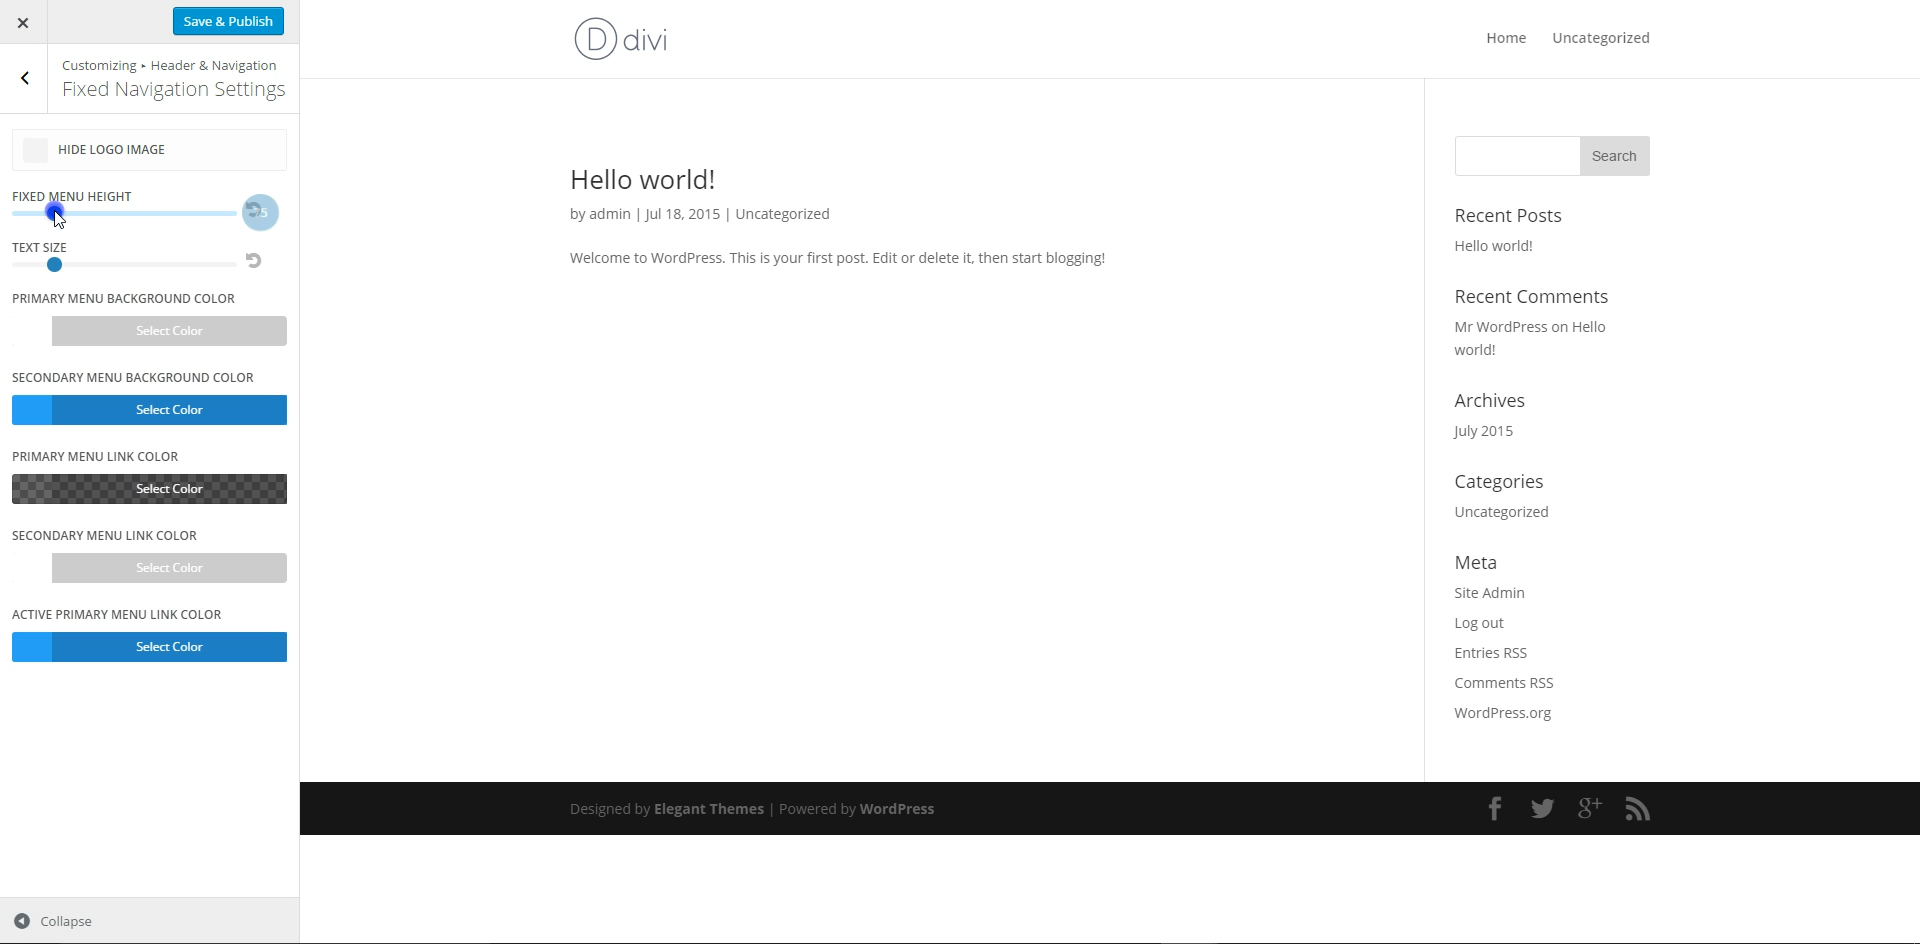 Save & Publish
Customizing ▸ Header & Navigation
Fixed Navigation Settings
HIDE LOGO IMAGE
FIXED MENU HEIGHT
TEXT SIZE
PRIMARY MENU BACKGROUND COLOR
Select Color
SECONDARY MENU BACKGROUND COLOR
Select Color
PRIMARY MENU LINK COLOR
Select Color
SECONDARY MENU LINK COLOR
Select Color
ACTIVE PRIMARY MENU LINK COLOR
Select Color
Collapse
D divi
Home Uncategorized
Hello world!
by admin | Jul 18, 2015 | Uncategorized
Welcome to WordPress. This is your first post. Edit or delete it, then start blogging!
Search
Recent Posts
Hello world!
Recent Comments
Mr WordPress on Hello
world!
Archives
July 2015
Categories
Uncategorized
Meta
Site Admin
Log out
Entries RSS
Comments RSS
WordPress.org
Designed by Elegant Themes | Powered by WordPress